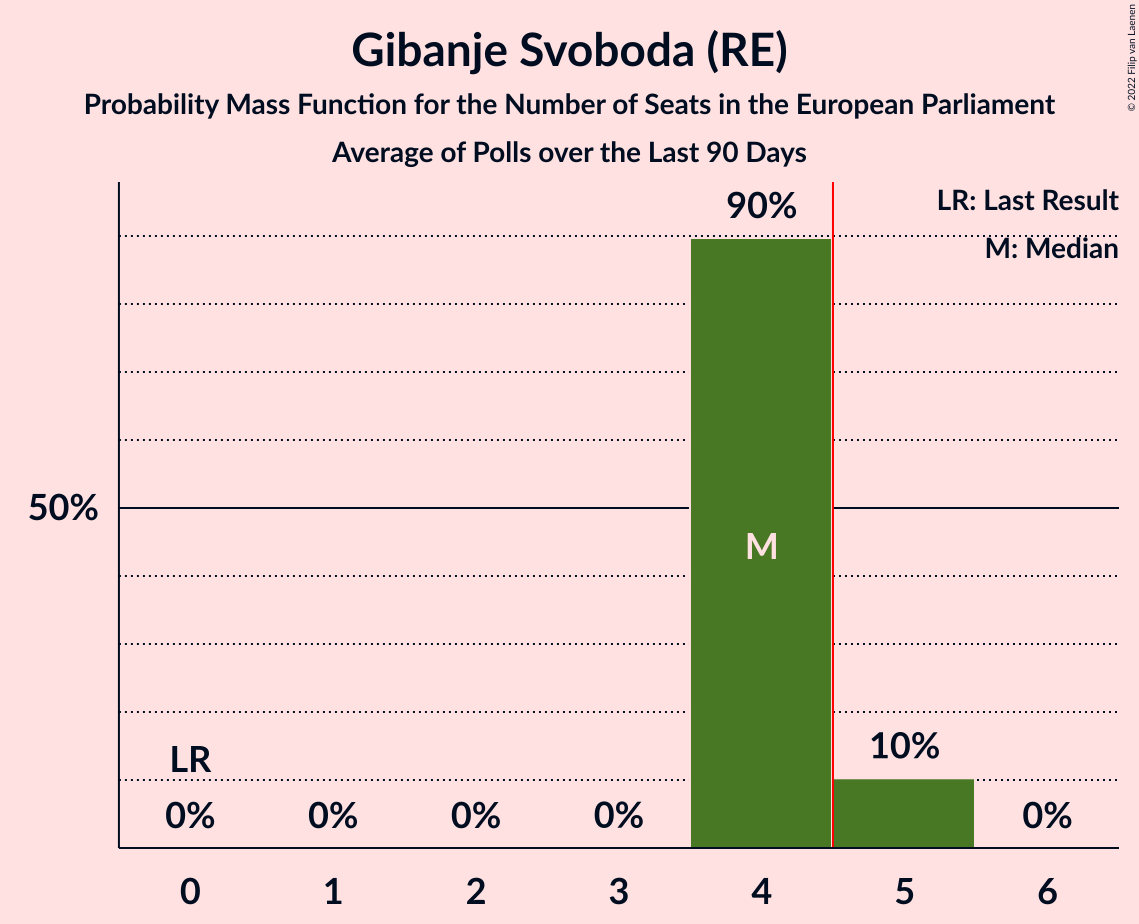 Gibanje Svoboda (RE)
Probability Mass Function for the Number of Seats in the European Parliament
Average of Polls over the Last 90 Days
© 2022 Filip van Laenen
LR: Last Result
M: Median
90%
50%
M
LR
10%
0% 0% 0% 0% 0%
0 1 2 3 4 5 6